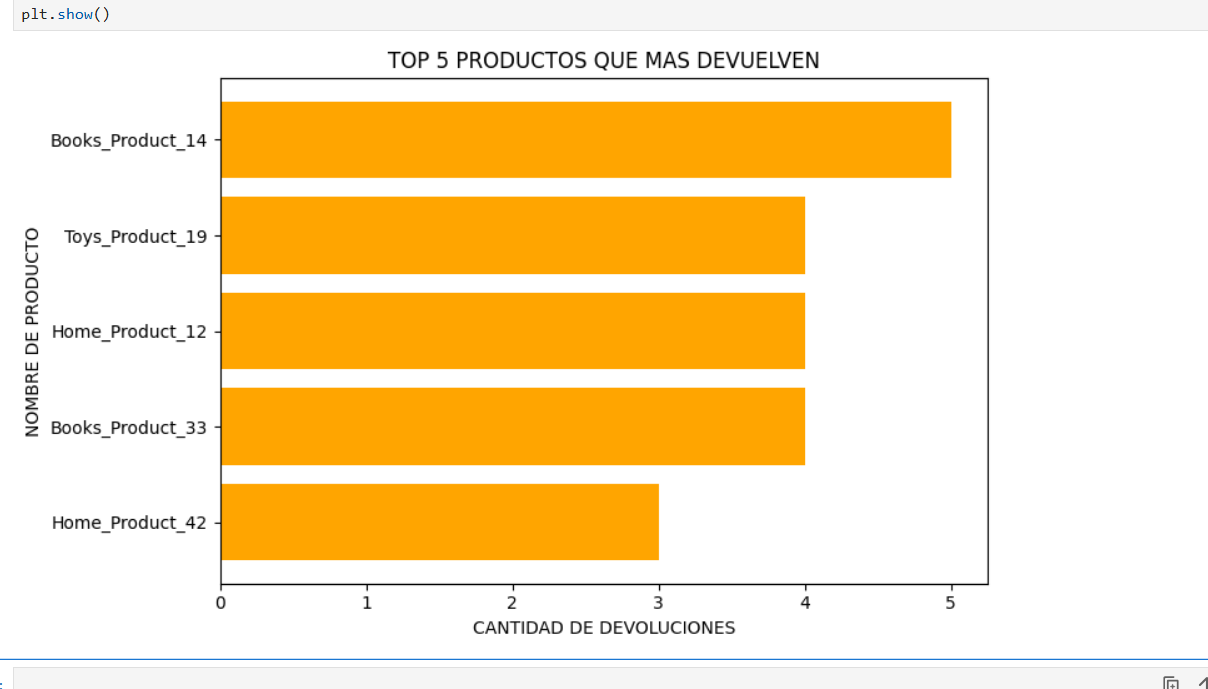 plt.show()
TOP 5 PRODUCTOS QUE MAS DEVUELVEN
NOMBRE DE PRODUCTO
Books_Product_14
Toys_Product_19
Home_Product_12
Books_Product_33
Home_Product_42
0 1 2 3 4 5
CANTIDAD DE DEVOLUCIONES